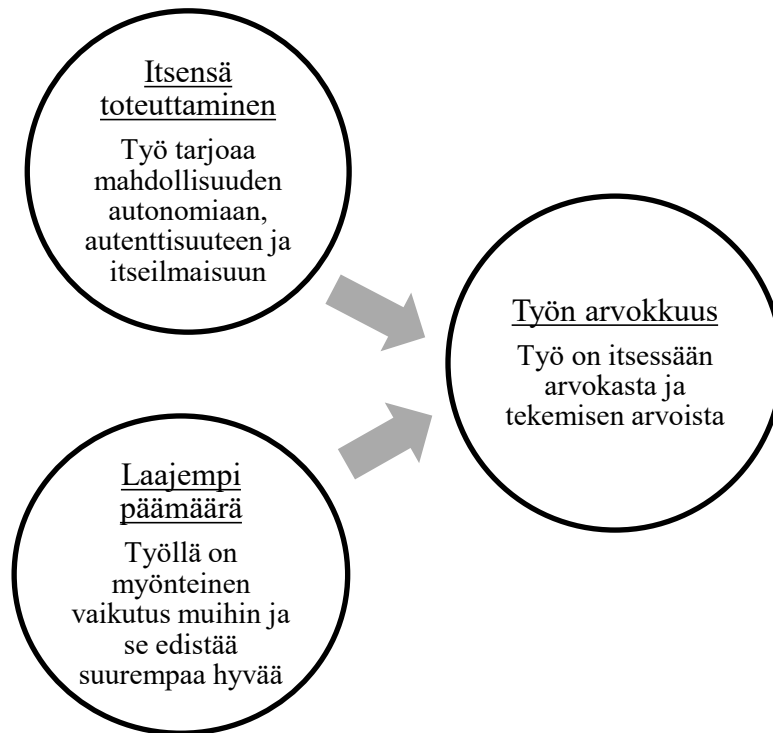 Itsensä
toteuttaminen
Työ tarjoaa
mahdollisuuden
autonomiaan,
autenttisuuteen ja
itseilmaisuun
Työn arvokkuus
Työ on itsessään
arvokasta ja
tekemisen arvoista
Laajempi
päämäärä
Työllä on
myönteinen
vaikutus muihin ja
se edistää
suurempaa hyvää